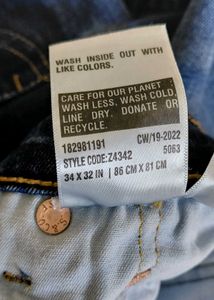 WASH INSIDE OUT WITH
LIKE COLORS.
CARE FOR OUR PLANET
WASH LESS, WASH COLD,
LINE DRY, DONATE OR
RECYCLE.
182981191 CW/19-2022
STYLE CODE:Z4342 5063
34 X 32 IN | 86 CM X 81 CM